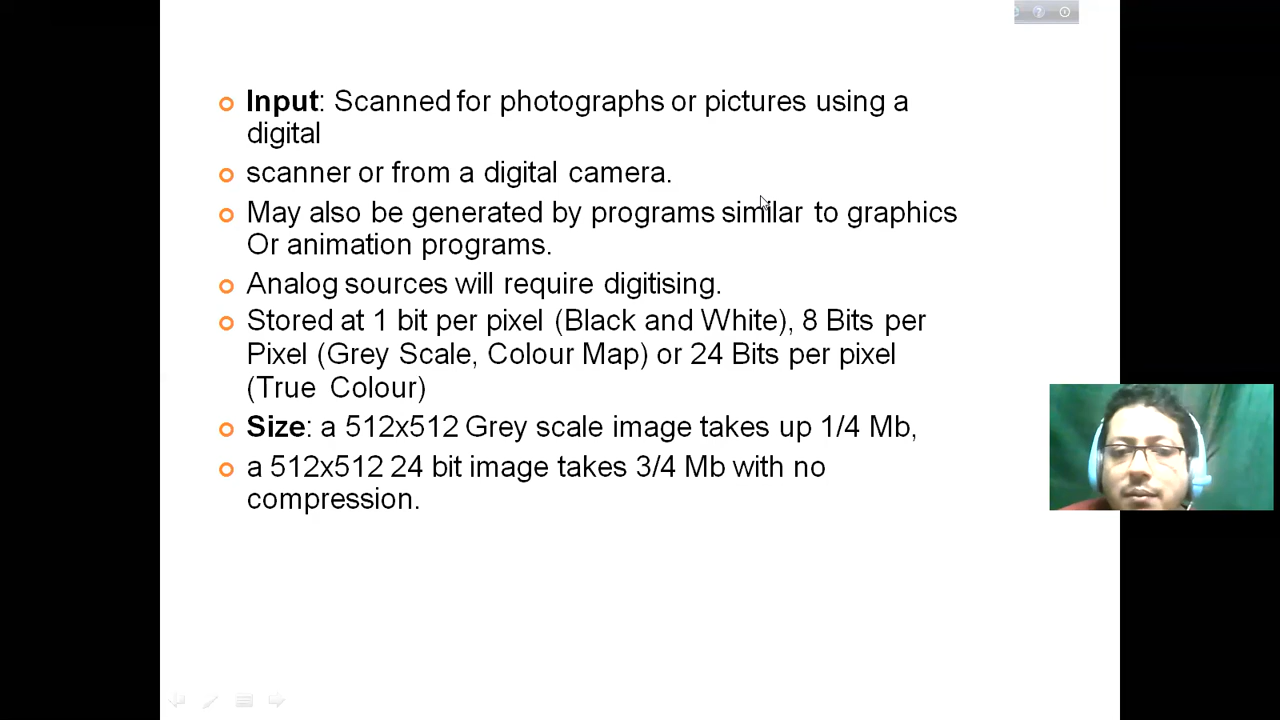 Input: Scanned for photographs or pictures using a
digital
scanner or from a digital camera.
May also be generated by programs similar to graphics
Or animation programs.
Analog sources will require digitising.
Stored at 1 bit per pixel (Black and White), 8 Bits per
Pixel (Grey Scale, Colour Map) or 24 Bits per pixel
(True Colour)
Size: a 512x512 Grey scale image takes up 1/4 Mb,
a 512x512 24 bit image takes 3/4 Mb with no
compression.